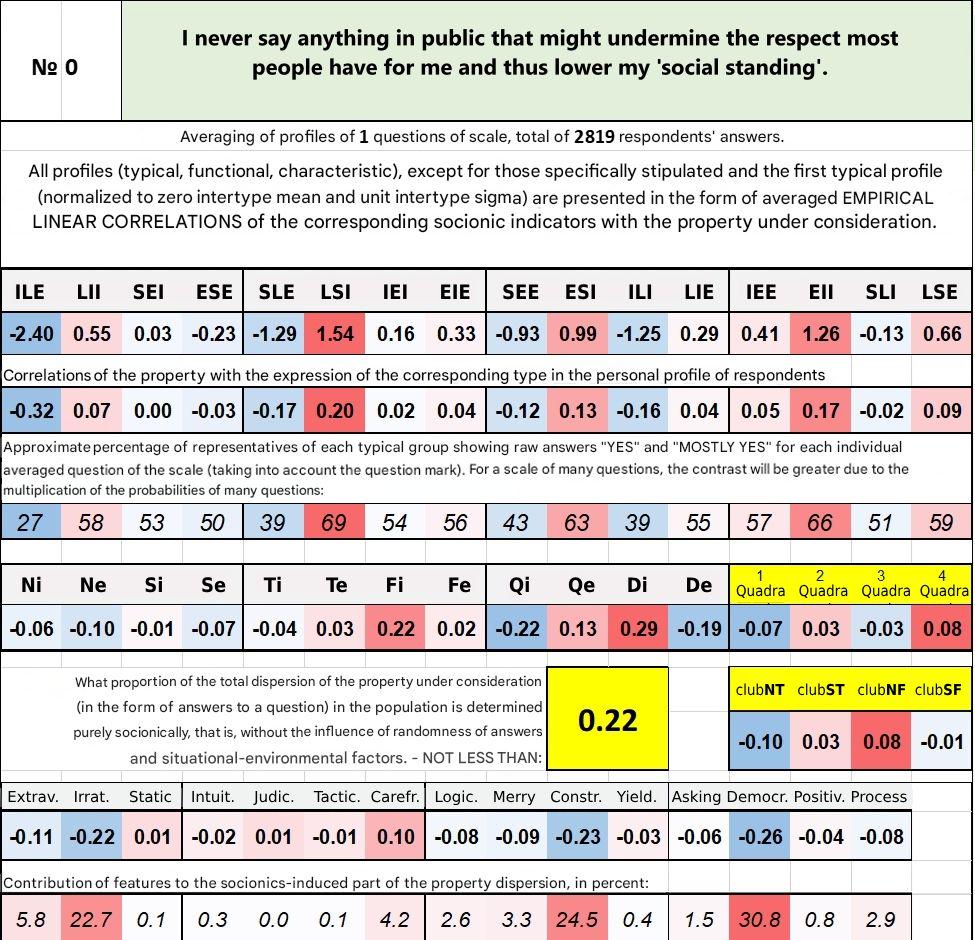 № 0
I never say anything in public that might undermine the respect most
people have for me and thus lower my 'social standing'.
Averaging of profiles of 1 questions of scale, total of 2819 respondents' answers.
All profiles (typical, functional, characteristic), except for those specifically stipulated and the first typical profile
(normalized to zero intertype mean and unit intertype sigma) are presented in the form of averaged EMPIRICAL
LINEAR CORRELATIONS of the corresponding socionic indicators with the property under consideration.
ILE LII SEI ESE SLE LSI IEI EIE SEE ESI ILI LIE IEE EII SLI LSE
-2.40 0.55 0.03 -0.23 -1.29 1.54 0.16 0.33 -0.93 0.99 -1.25 0.29 0.41 1.26 -0.13 0.66
Correlations of the property with the expression of the corresponding type in the personal profile of respondents
-0.32 0.07 0.00 -0.03 -0.17 0.20 0.02 0.04 -0.12 0.13 -0.16 0.04 0.05 0.17 -0.02 0.09
Approximate percentage of representatives of each typical group showing raw answers "YES" and "MOSTLY YES" for each individual
averaged question of the scale (taking into account the question mark). For a scale of many questions, the contrast will be greater due to the
multiplication of the probabilities of many questions:
27 58 53 50 39 69 54 56 43 63 39 55 57 66 51 59
Ni Ne Si Se Ti Te Fi Fe Qi Qe Di De 1 Quadra 2 Quadra 3 Quadra 4 Quadra
-0.06 -0.10 -0.01 -0.07 -0.04 0.03 0.22 0.02 -0.22 0.13 0.29 -0.19 -0.07 0.03 -0.03 0.08
What proportion of the total dispersion of the property under consideration
(in the form of answers to a question) in the population is determined
purely socionically, that is, without the influence of randomness of answers
and situational-environmental factors. - NOT LESS THAN:
0.22
clubNT clubST clubNF clubSF
-0.10 0.03 0.08 -0.01
Extrav. Irrat. Static Intuit. Judic. Tactic. Carefr. Logic. Merry Constr. Yield. Asking Democr. Positiv. Process
-0.11 -0.22 0.01 -0.02 0.01 -0.01 0.10 -0.08 -0.09 -0.23 -0.03 -0.06 -0.26 -0.04 -0.08
Contribution of features to the socionics-induced part of the property dispersion, in percent:
5.8 22.7 0.1 0.3 0.0 0.1 4.2 2.6 3.3 24.5 0.4 1.5 30.8 0.8 2.9